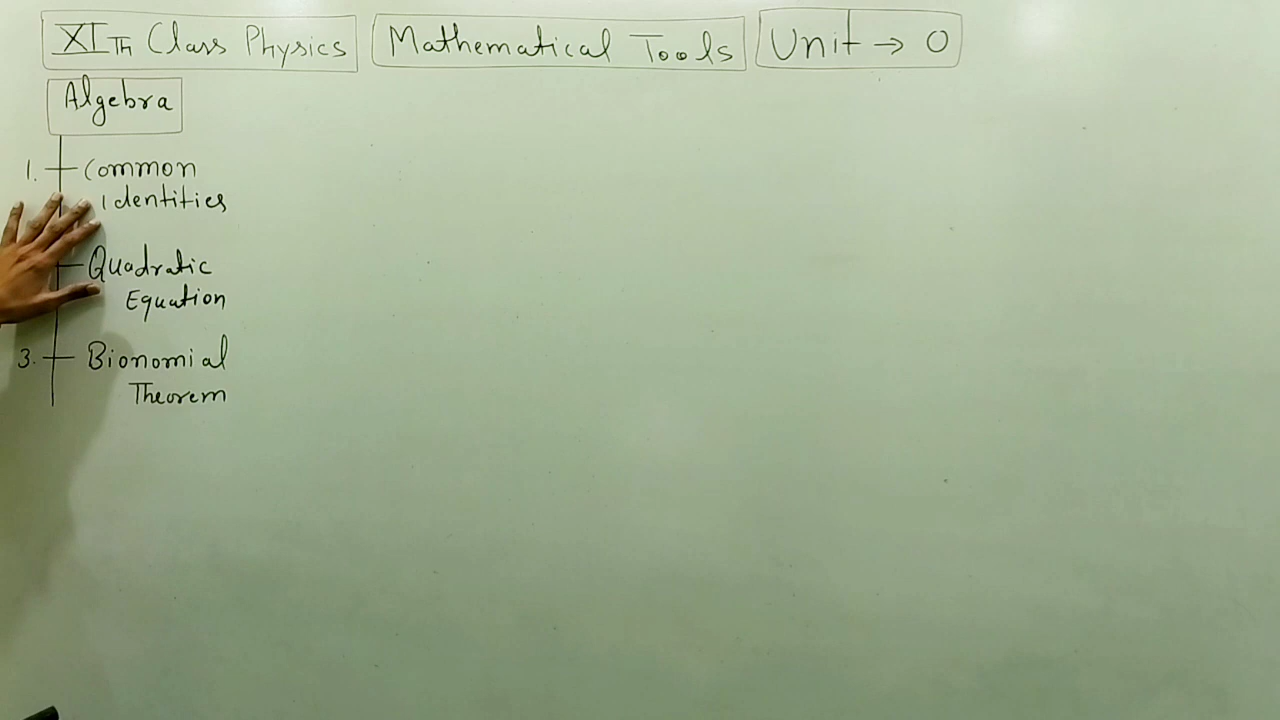 XITh Class Physics Mathematical Tools Unit → 0
Algebra
1. Common
Identities
Quadratic
Equation
3. Bionomial
Theorem